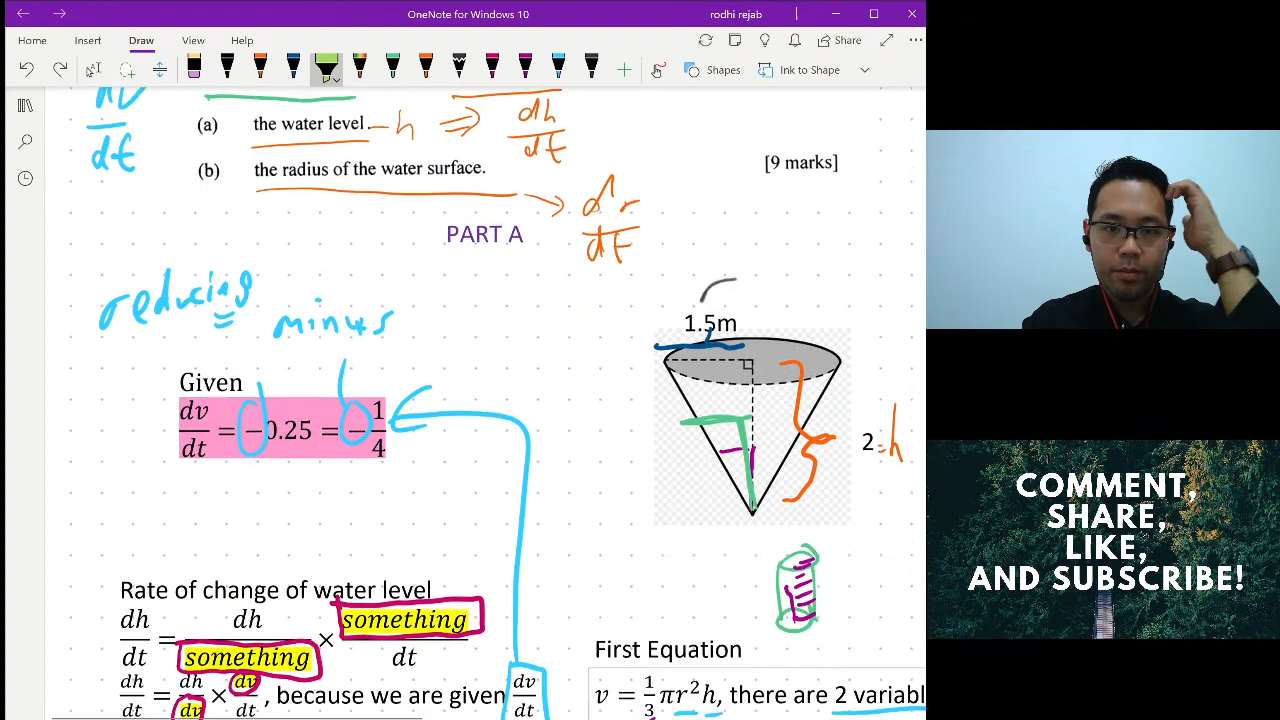 OneNote for Windows 10
rodhi rejab
Home Insert Draw View Help
Share
Shapes
Ink to Shape
dv
dt
(a) the water level. - h ⇒ dh
dt
(b) the radius of the water surface. [9 marks]
→ dr
dt
PART A
reducing
minus
1.5m
r
Given
dv/dt = -0.25 = -1/4
2 = h
COMMENT,
SHARE,
LIKE,
AND SUBSCRIBE!
Rate of change of water level
dh/dt = dh/something × something/dt
dh/dt = dh/dv × dv/dt , because we are given dv/dt
First Equation
v = 1/3 πr²h, there are 2 variabl